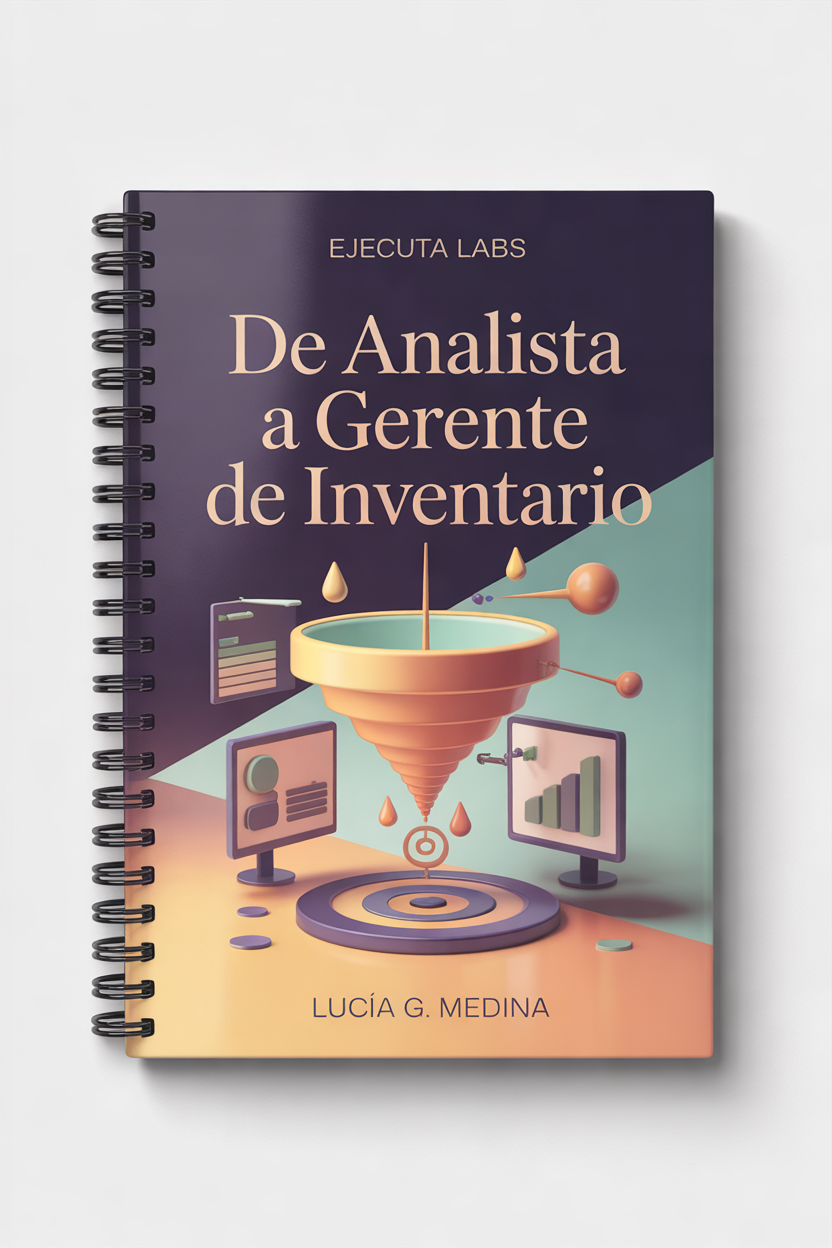 EJECUTA LABS
De Analista
a Gerente
de Inventario
LUCÍA G. MEDINA